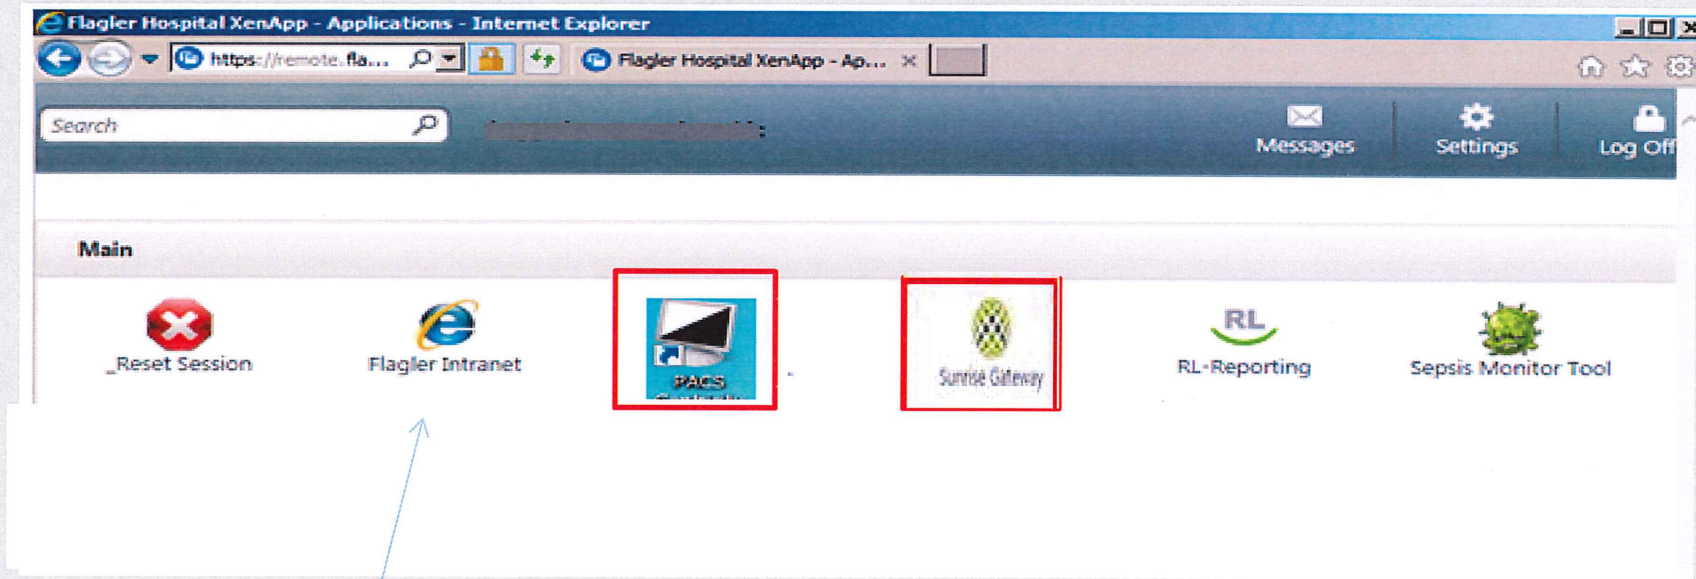 Flagler Hospital XenApp - Applications - Internet Explorer
https://remote.fla...
Flagler Hospital XenApp - Ap...
Search
Messages
Settings
Log Off
Main
_Reset Session
Flagler Intranet
PACS
Sunrise Gateway
RL
RL-Reporting
Sepsis Monitor Tool